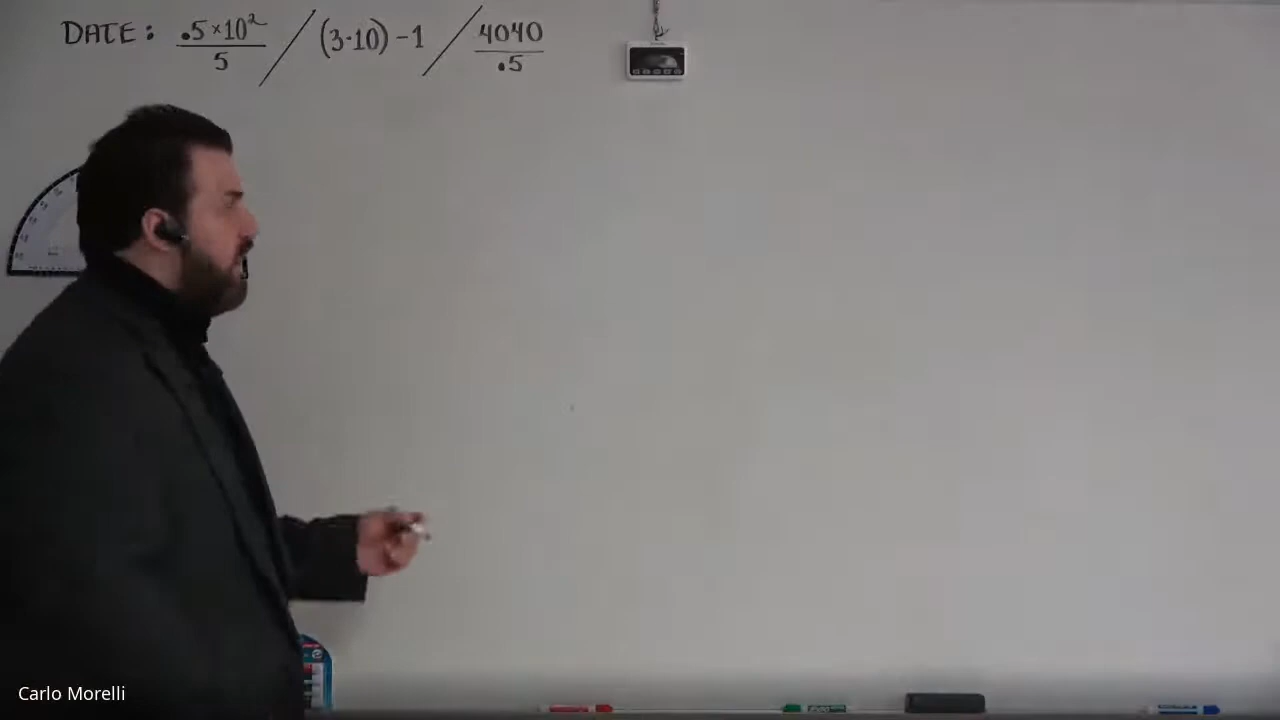 DATE: .5×10² / 5 / (3·10)-1 / 4040 / .5
Carlo Morelli